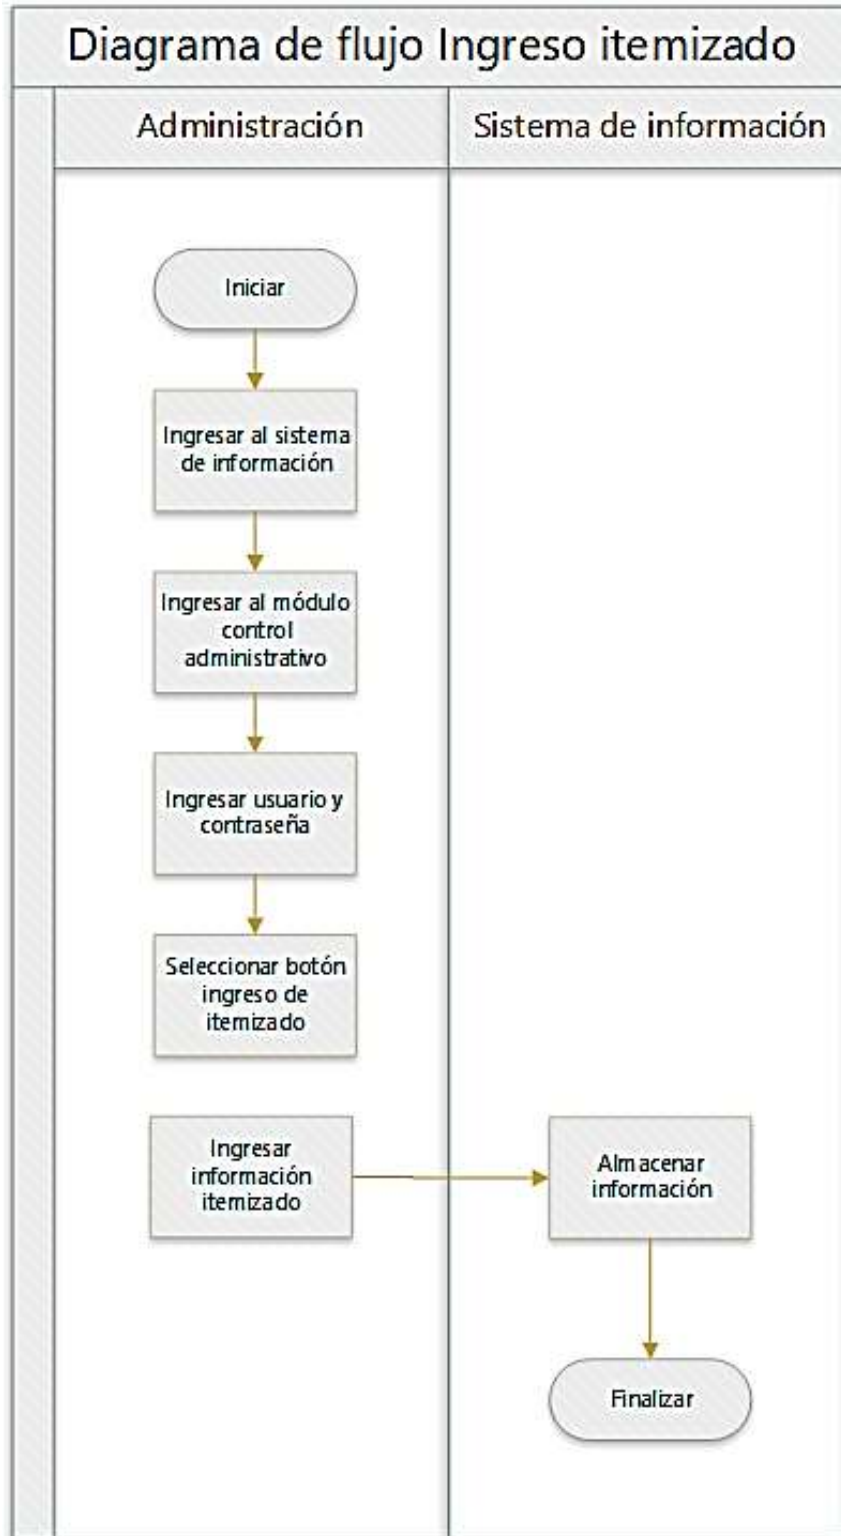 Diagrama de flujo Ingreso itemizado
Administración
Sistema de información
Iniciar
Ingresar al sistema
de información
Ingresar al módulo
control
administrativo
Ingresar usuario y
contraseña
Seleccionar botón
ingreso de
itemizado
Ingresar
información
itemizado
Almacenar
información
Finalizar